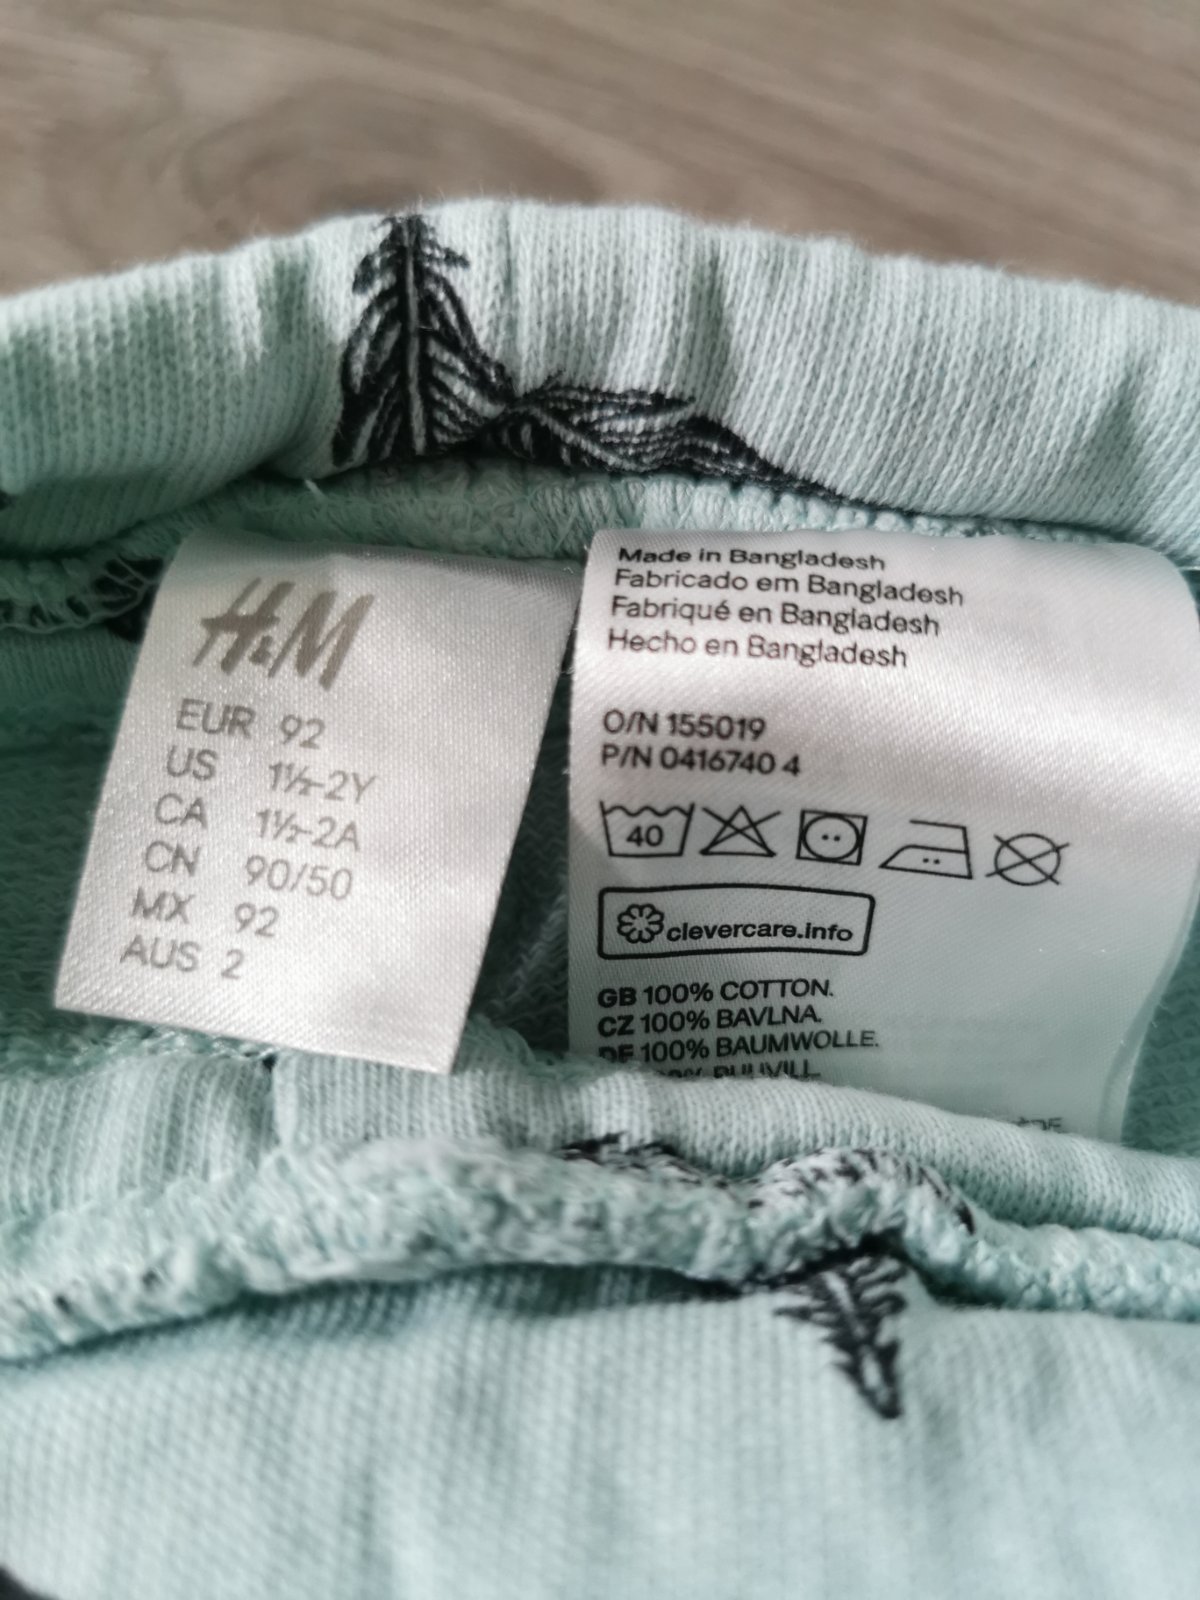 H&M
EUR 92
US 1½-2Y
CA 1½-2A
CN 90/50
MX 92
AUS 2
Made in Bangladesh
Fabricado em Bangladesh
Fabriqué en Bangladesh
Hecho en Bangladesh
O/N 155019
P/N 0416740 4
40
clevercare.info
GB 100% COTTON.
CZ 100% BAVLNA.
DE 100% BAUMWOLLE.